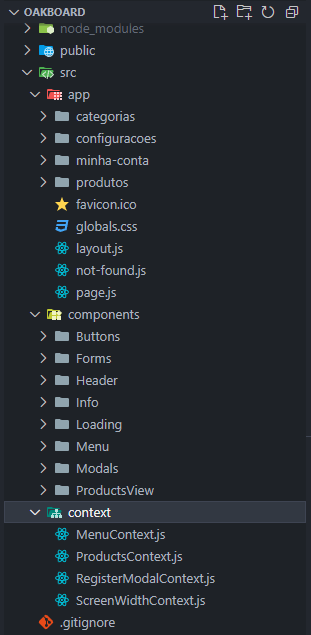 OAKBOARD
node_modules
public
src
app
categorias
configuracoes
minha-conta
produtos
favicon.ico
globals.css
layout.js
not-found.js
page.js
components
Buttons
Forms
Header
Info
Loading
Menu
Modals
ProductsView
context
MenuContext.js
ProductsContext.js
RegisterModalContext.js
ScreenWidthContext.js
.gitignore